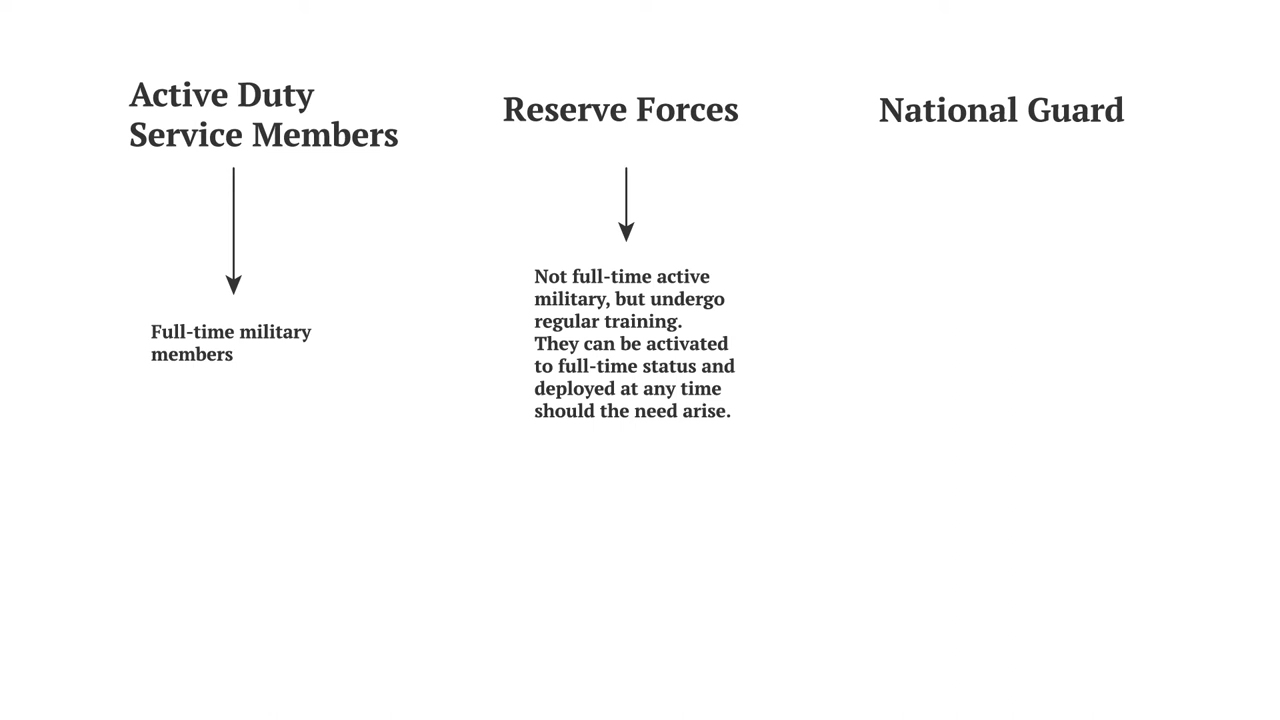 Active Duty
Service Members
Reserve Forces
National Guard
Full-time military
members
Not full-time active
military, but undergo
regular training.
They can be activated
to full-time status and
deployed at any time
should the need arise.